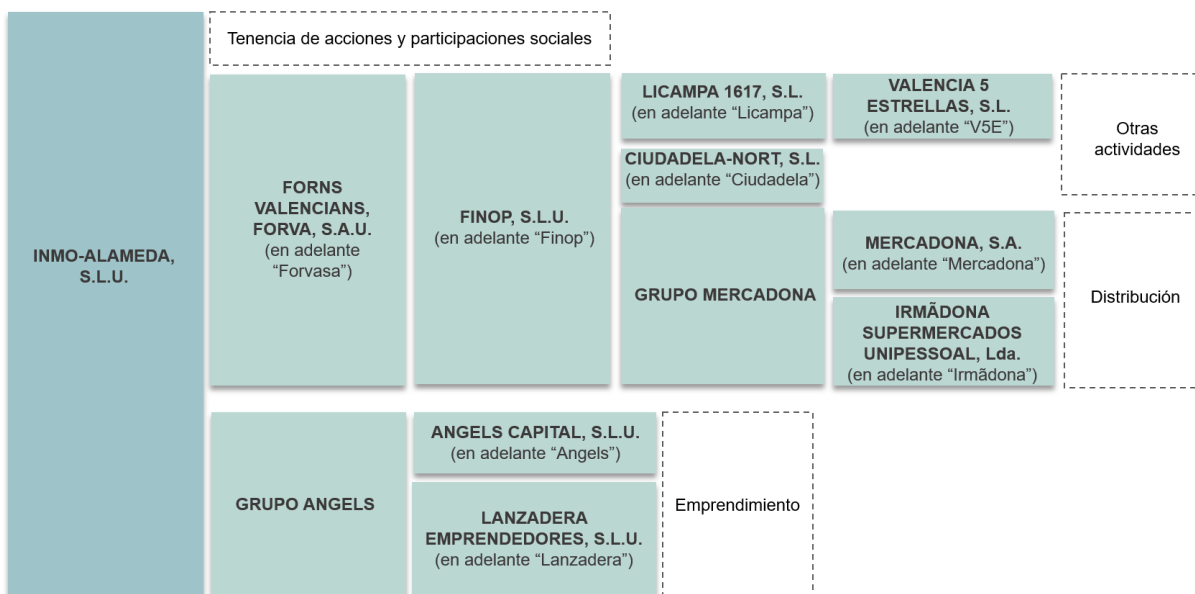 Tenencia de acciones y participaciones sociales
INMO-ALAMEDA,
S.L.U.
FORNS
VALENCIANS,
FORVA, S.A.U.
(en adelante
“Forvasa”)
FINOP, S.L.U.
(en adelante “Finop”)
LICAMPA 1617, S.L.
(en adelante “Licampa”)
VALENCIA 5
ESTRELLAS, S.L.
(en adelante “V5E”)
Otras
actividades
CIUDADELA-NORT, S.L.
(en adelante “Ciudadela”)
GRUPO MERCADONA
MERCADONA, S.A.
(en adelante “Mercadona”)
IRMÃDONA
SUPERMERCADOS
UNIPESSOAL, Lda.
(en adelante “Irmãdona”)
Distribución
GRUPO ANGELS
ANGELS CAPITAL, S.L.U.
(en adelante “Angels”)
LANZADERA
EMPRENDEDORES, S.L.U.
(en adelante “Lanzadera”)
Emprendimiento